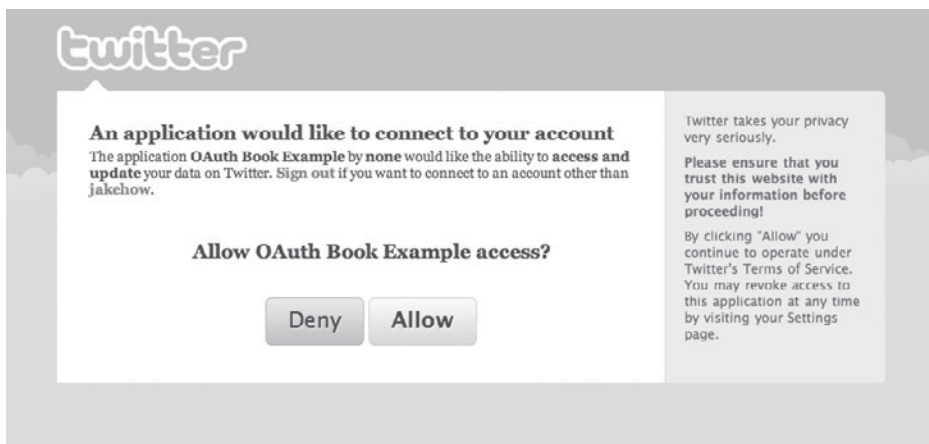 twitter
An application would like to connect to your account
The application OAuth Book Example by none would like the ability to access and
update your data on Twitter. Sign out if you want to connect to an account other than
jakehow.
Allow OAuth Book Example access?
Deny
Allow
Twitter takes your privacy
very seriously.
Please ensure that you
trust this website with
your information before
proceeding!
By clicking "Allow" you
continue to operate under
Twitter's Terms of Service.
You may revoke access to
this application at any time
by visiting your Settings
page.